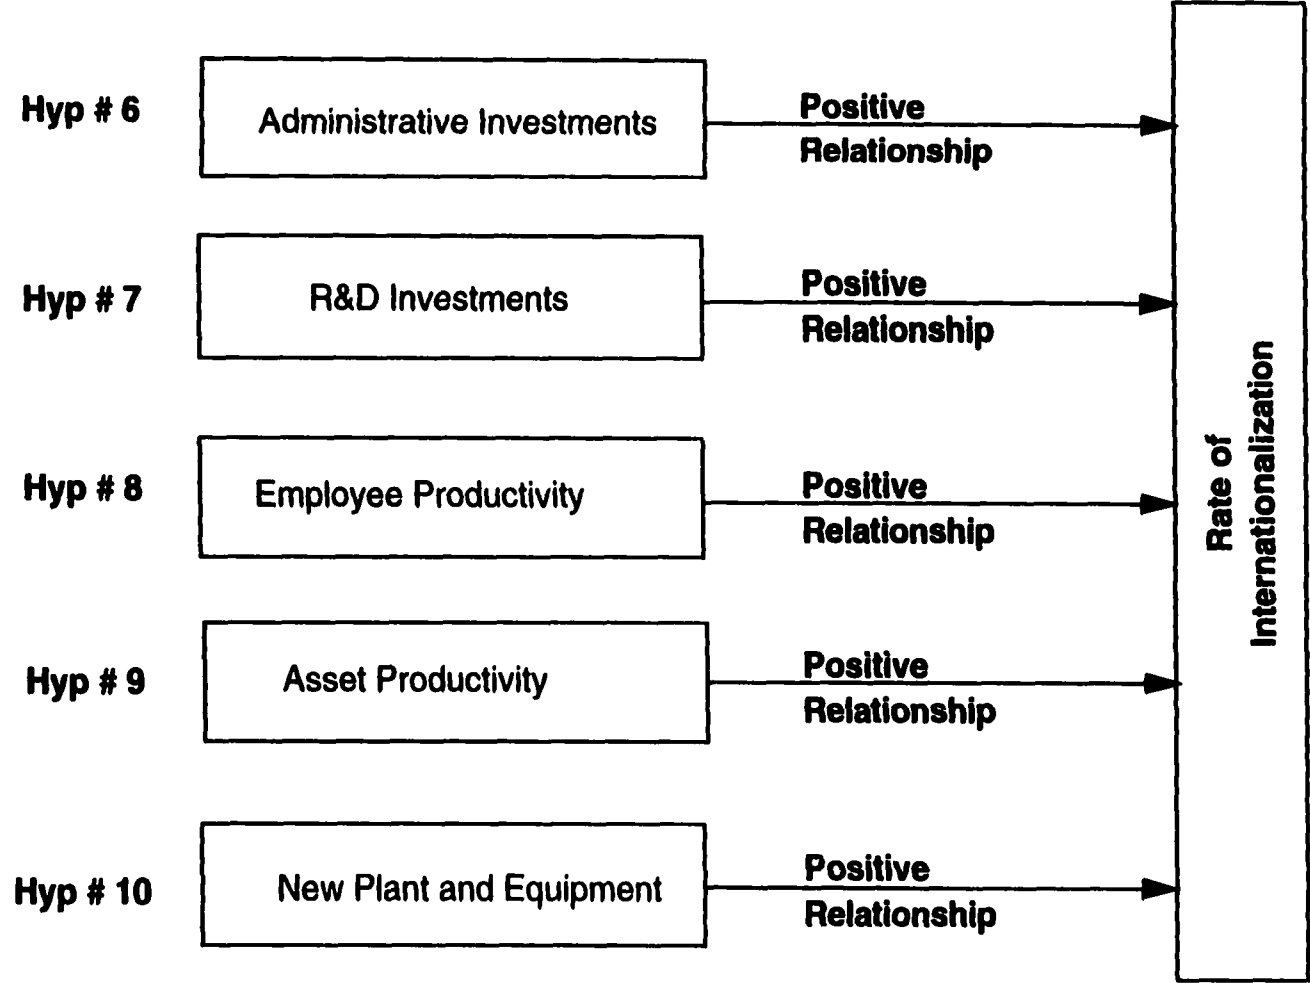 Hyp # 6
Administrative Investments
Positive
Relationship
Hyp # 7
R&D Investments
Positive
Relationship
Hyp # 8
Employee Productivity
Positive
Relationship
Hyp # 9
Asset Productivity
Positive
Relationship
Hyp # 10
New Plant and Equipment
Positive
Relationship
Rate of
Internationalization